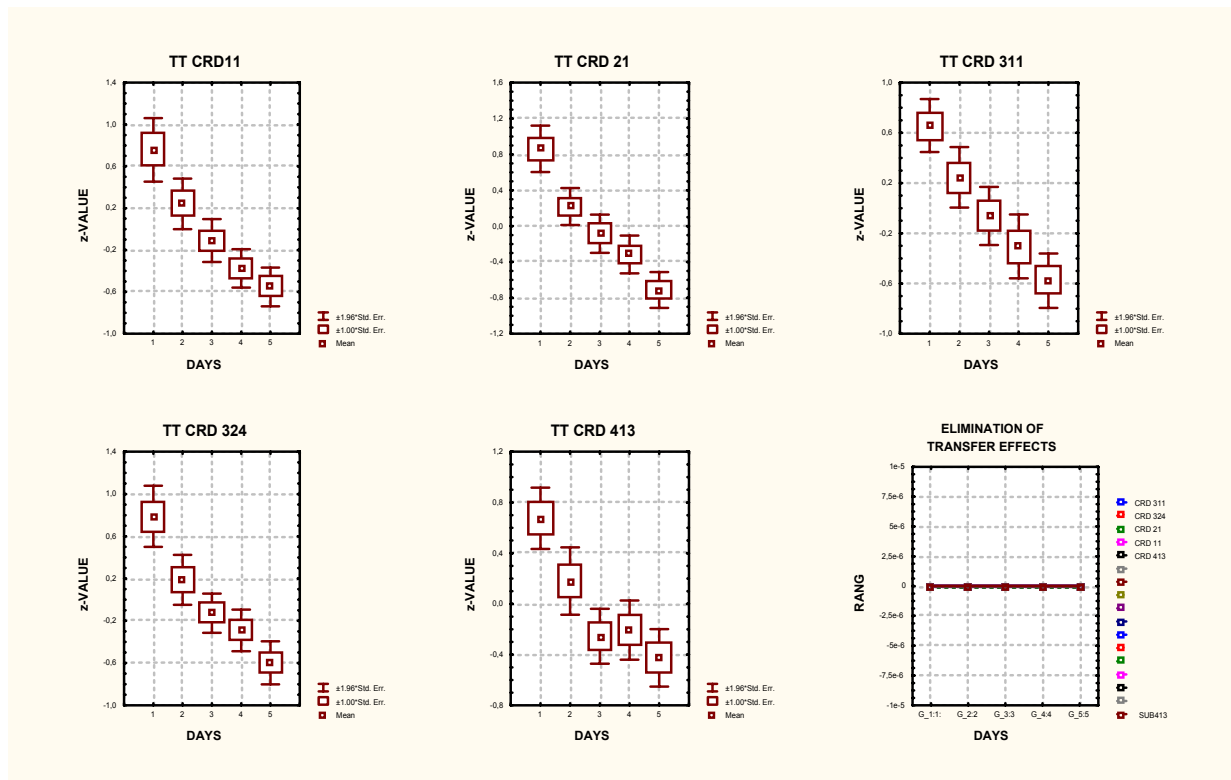 TT CRD11
1,4
1,0
0,6
0,2
-0,2
-0,6
-1,0
z-VALUE
1 2 3 4 5
DAYS
±1.96*Std. Err.
±1.00*Std. Err.
Mean
TT CRD 21
1,6
1,2
0,8
0,4
0,0
-0,4
-0,8
-1,2
z-VALUE
1 2 3 4 5
DAYS
±1.96*Std. Err.
±1.00*Std. Err.
Mean
TT CRD 311
1,0
0,6
0,2
-0,2
-0,6
-1,0
z-VALUE
1 2 3 4 5
DAYS
±1.96*Std. Err.
±1.00*Std. Err.
Mean
TT CRD 324
1,4
1,0
0,6
0,2
-0,2
-0,6
-1,0
z-VALUE
1 2 3 4 5
DAYS
±1.96*Std. Err.
±1.00*Std. Err.
Mean
TT CRD 413
1,2
0,8
0,4
0,0
-0,4
-0,8
z-VALUE
1 2 3 4 5
DAYS
±1.96*Std. Err.
±1.00*Std. Err.
Mean
ELIMINATION OF
TRANSFER EFFECTS
1e-5
7,5e-6
5e-6
2,5e-6
0
-2,5e-6
-5e-6
-7,5e-6
-1e-5
RANG
G_1:1: G_2:2 G_3:3 G_4:4 G_5:5
DAYS
CRD 311
CRD 324
CRD 21
CRD 11
CRD 413
SUB413